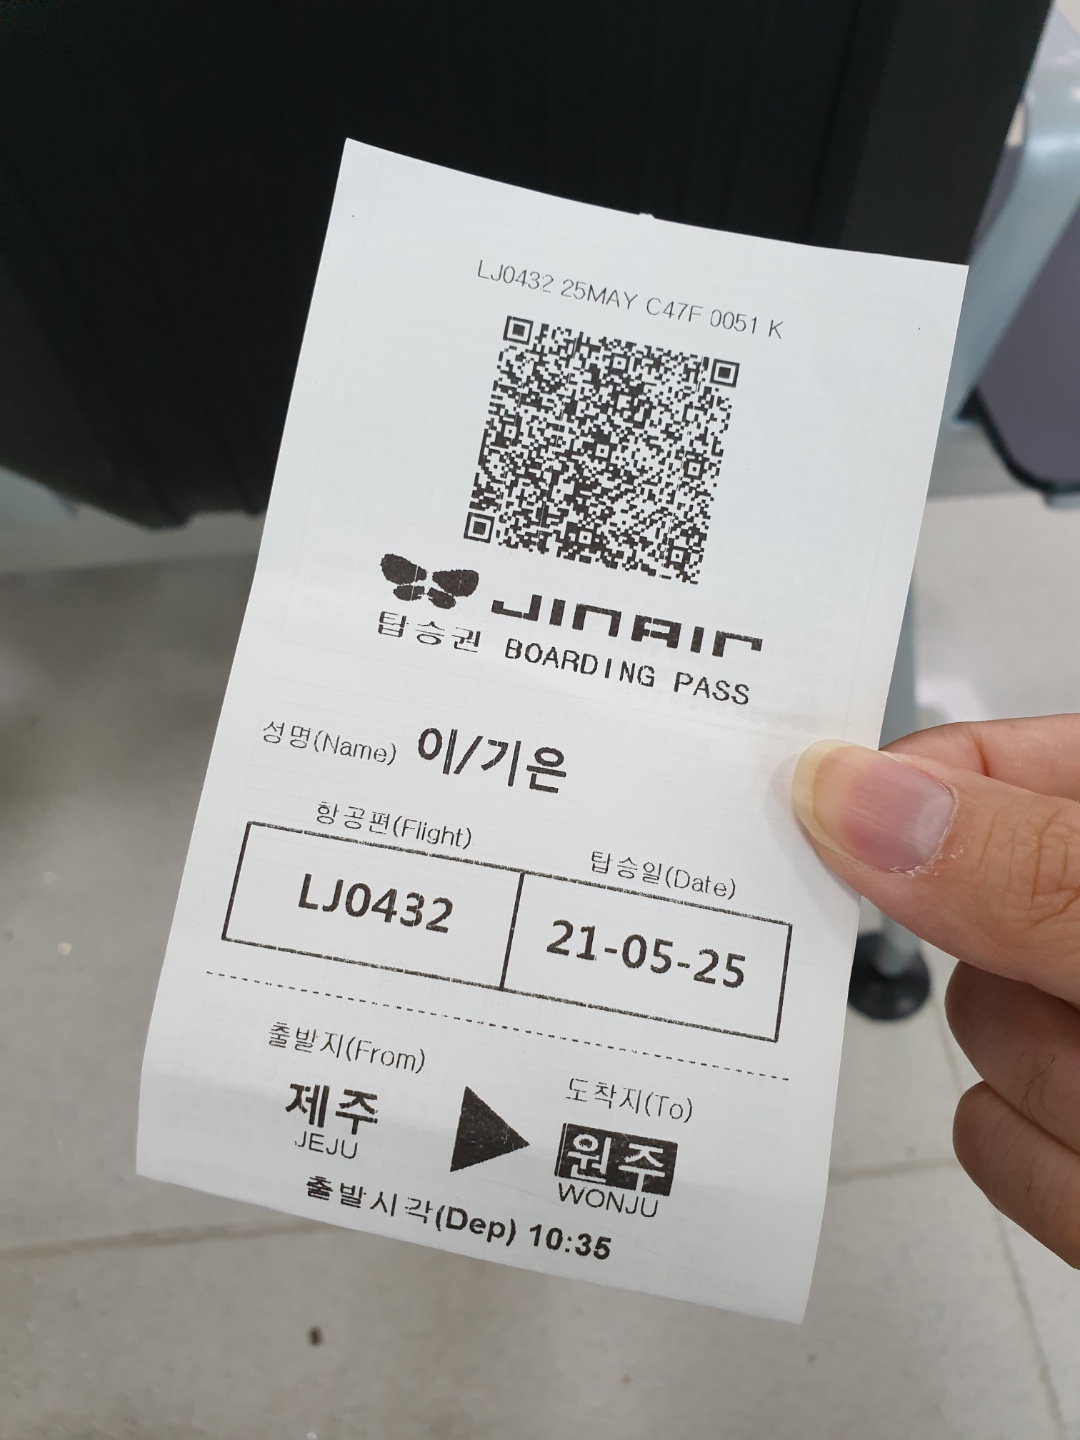 LJ0432 25MAY C47F 0051 K
JINAIR
탑승권 BOARDING PASS
성명(Name) 이/기은
항공편(Flight) 탑승일(Date)
LJ0432 21-05-25
출발지(From) 도착지(To)
제주 원주
JEJU WONJU
출발시각(Dep) 10:35